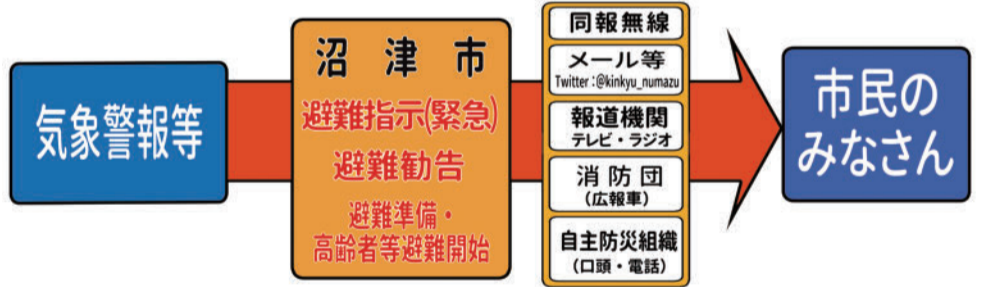 気象警報等
沼津市
避難指示(緊急)
避難勧告
避難準備・
高齢者等避難開始
同報無線
メール等
Twitter:@kinkyu_numazu
報道機関
テレビ・ラジオ
消防団
(広報車)
自主防災組織
(口頭・電話)
市民の
みなさん